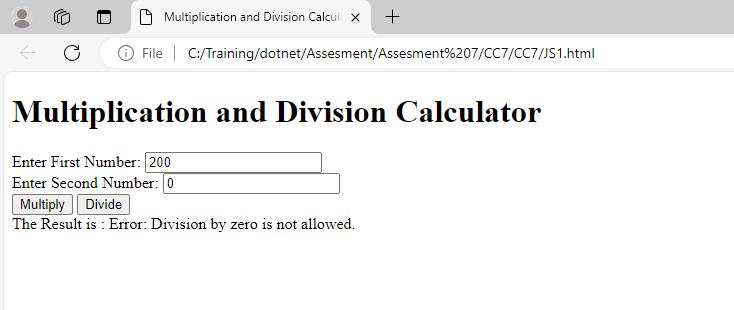 Multiplication and Division Calcul
File
C:/Training/dotnet/Assesment/Assesment%207/CC7/CC7/JS1.html
Multiplication and Division Calculator
Enter First Number: 200
Enter Second Number: 0
Multiply Divide
The Result is : Error: Division by zero is not allowed.